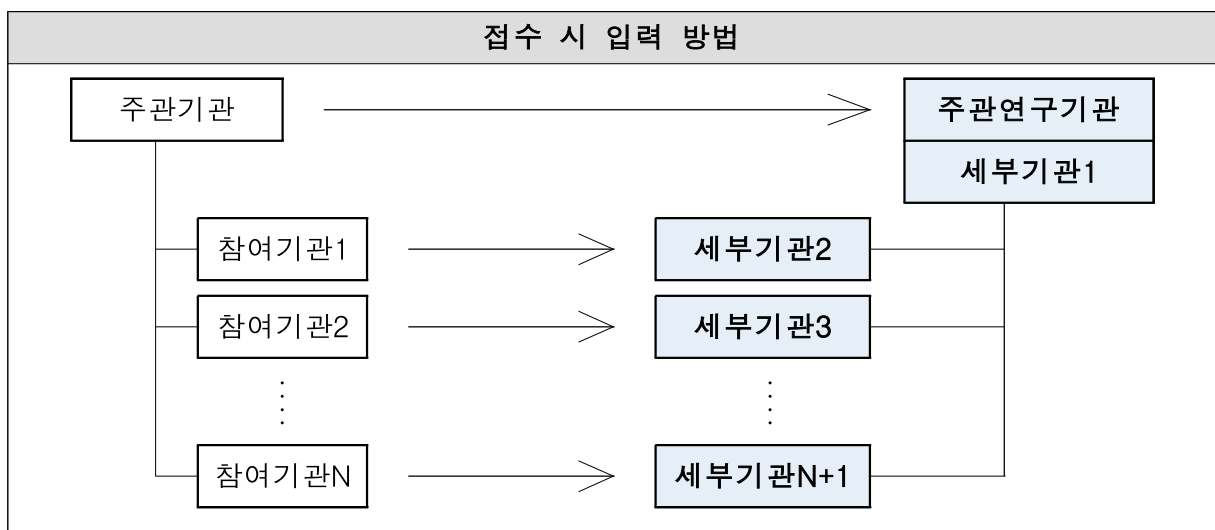 접수 시 입력 방법
주관기관
주관연구기관
세부기관1
참여기관1
세부기관2
참여기관2
세부기관3
참여기관N
세부기관N+1